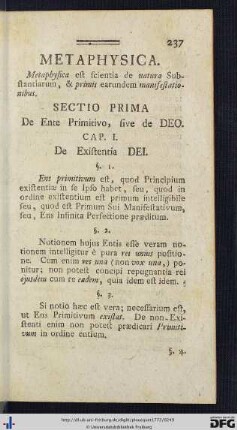 237
METAPHYSICA.
Metaphysica est scientia de natura Sub-
stantiarum, & primis earundem manifestatio-
nibus.
SECTIO PRIMA
De Ente Primitivo, sive de DEO.
CAP. I.
De Existentia DEI.
§. 1.
Ens primitivum est, quod Principium
existentiæ in se ipso habet, seu, quod in
ordine existentium est primum intelligibile
seu, quod est Primum Sui Manifestativum,
seu, Ens Infinita Perfectione præditum.
§. 2.
Notionem hujus Entis esse veram no-
tionem intelligitur è pura res unius positio-
ne. Cum enim res una (non vox una,) po-
nitur; non potest concipi repugnantia rei
ejusdem cum re eadem, quia idem est idem.
§. 3.
Si notio hæc est vera; necessarium est,
ut Ens Primitivum existat. De non-Exi-
stenti enim non potest prædicari Primiti-
vum in ordine entium.
§. 4.
DFG